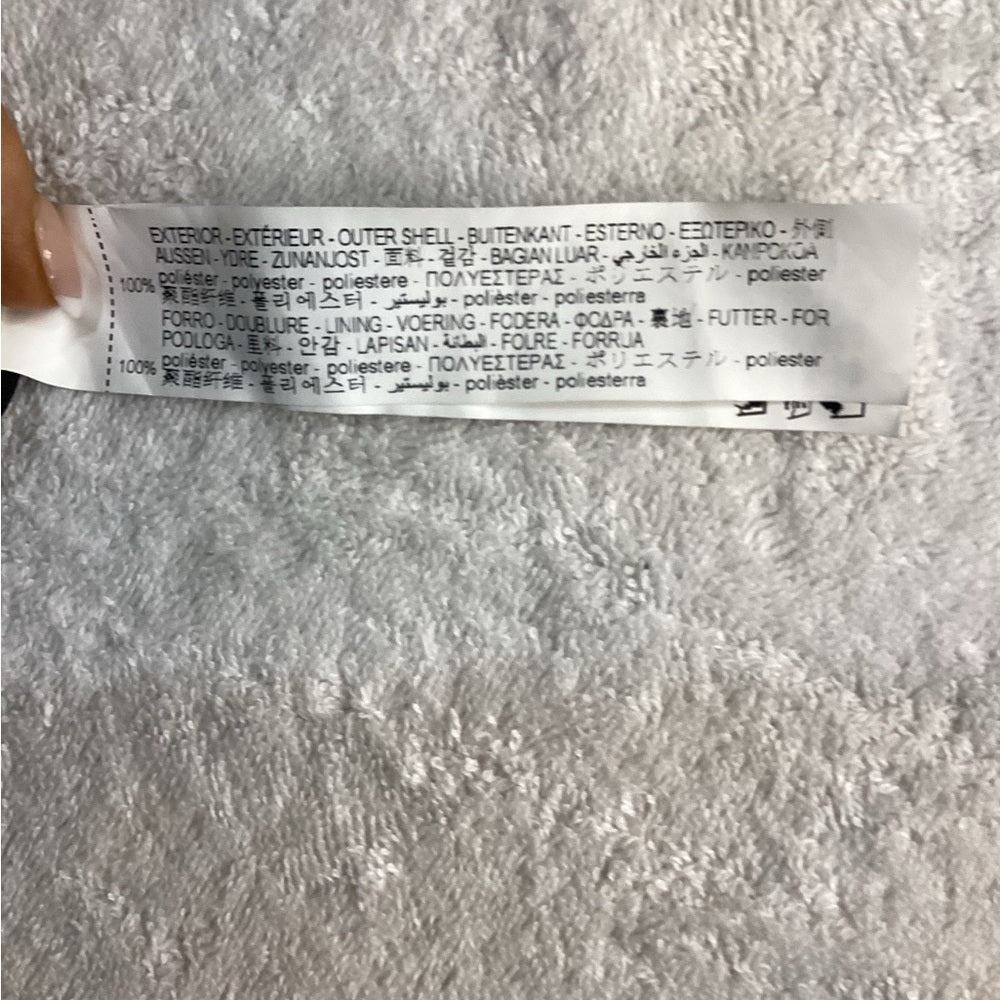 EXTERIOR - EXTÉRIEUR - OUTER SHELL - BUITENKANT - ESTERNO - ΕΞΩΤΕΡΙΚΟ - 外側
AUSSEN - YDRE - ZUNANJOST - 面料 - 겉감 - BAGIAN LUAR - الجزء الخارجي - KAMPOKOA
100% poliéster - polyester - poliestere - ΠΟΛΥΕΣΤΕΡΑΣ - ポリエステル - poliester
聚酯纤维 - 폴리에스터 - بوليستير - polièster - poliesterra
FORRO - DOUBLURE - LINING - VOERING - FODERA - ΦΟΔΡΑ - 裏地 - FUTTER - FOR
PODLOGA - 里料 - 안감 - LAPISAN - البطانة - FOLRE - FORRUA
100% poliéster - polyester - poliestere - ΠΟΛΥΕΣΤΕΡΑΣ - ポリエステル - poliester
聚酯纤维 - 폴리에스터 - بوليستير - polièster - poliesterra